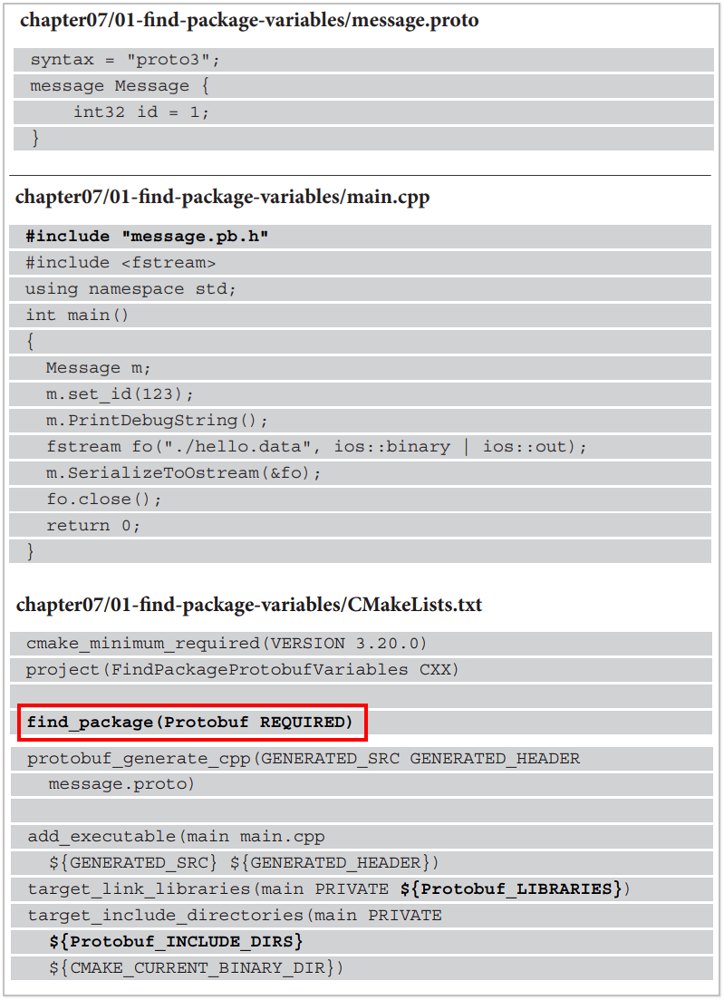 chapter07/01-find-package-variables/message.proto
syntax = "proto3";
message Message {
    int32 id = 1;
}
chapter07/01-find-package-variables/main.cpp
#include "message.pb.h"
#include <fstream>
using namespace std;
int main()
{
  Message m;
  m.set_id(123);
  m.PrintDebugString();
  fstream fo("./hello.data", ios::binary | ios::out);
  m.SerializeToOstream(&fo);
  fo.close();
  return 0;
}
chapter07/01-find-package-variables/CMakeLists.txt
cmake_minimum_required(VERSION 3.20.0)
project(FindPackageProtobufVariables CXX)
find_package(Protobuf REQUIRED)
protobuf_generate_cpp(GENERATED_SRC GENERATED_HEADER
  message.proto)
add_executable(main main.cpp
  ${GENERATED_SRC} ${GENERATED_HEADER})
target_link_libraries(main PRIVATE ${Protobuf_LIBRARIES})
target_include_directories(main PRIVATE
  ${Protobuf_INCLUDE_DIRS}
  ${CMAKE_CURRENT_BINARY_DIR})